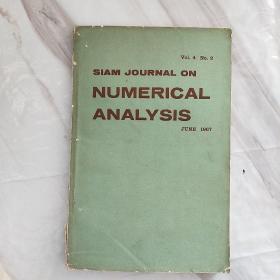 Vol. 4 No. 2
SIAM JOURNAL ON
NUMERICAL
ANALYSIS
JUNE 1967